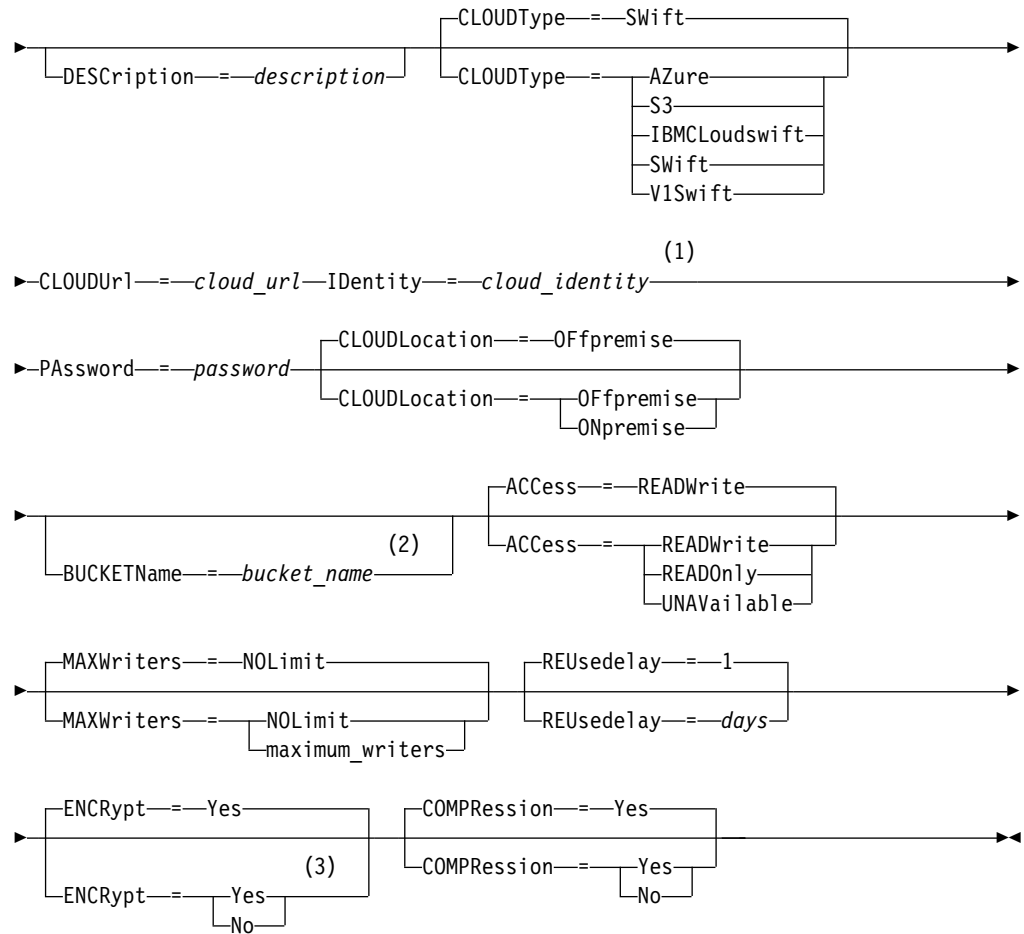 CLOUDType = SWift
DESCription = description CLOUDType = AZure
S3
IBMCLoudswift
SWift
V1Swift
(1)
CLOUDUrl = cloud_url IDentity = cloud_identity
CLOUDLocation = OFfpremise
PAssword = password
CLOUDLocation = OFfpremise
ONpremise
ACCess = READWrite
(2) ACCess = READWrite
BUCKETName = bucket_name READOnly
UNAVailable
MAXWriters = NOLimit REUsedelay = 1
MAXWriters = NOLimit REUsedelay = days
maximum_writers
ENCRypt = Yes COMPRession = Yes
(3) COMPRession = Yes
ENCRypt = Yes No
No